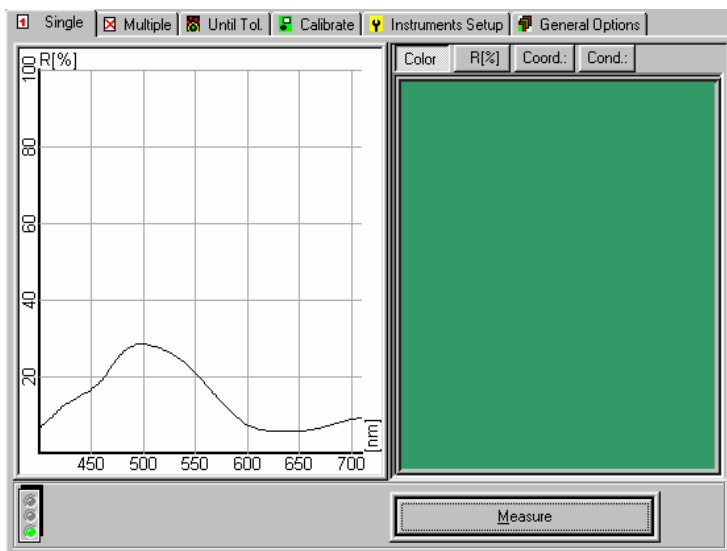 1 Single Multiple Until Tol. Calibrate Instruments Setup General Options
R[%]
100
80
60
40
20
450 500 550 600 650 700
[nm]
Color R[%] Coord.: Cond.:
Measure